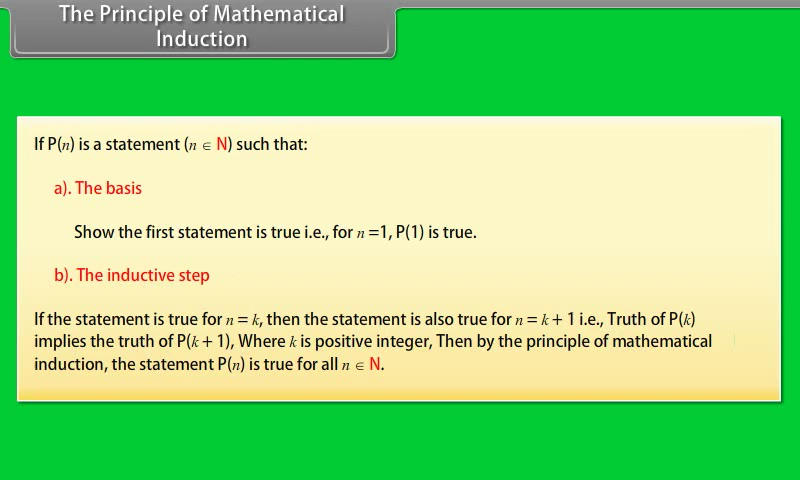 The Principle of Mathematical
Induction
If P(n) is a statement (n ∈ N) such that:
a). The basis
Show the first statement is true i.e., for n =1, P(1) is true.
b). The inductive step
If the statement is true for n = k, then the statement is also true for n = k + 1 i.e., Truth of P(k)
implies the truth of P(k + 1), Where k is positive integer, Then by the principle of mathematical
induction, the statement P(n) is true for all n ∈ N.